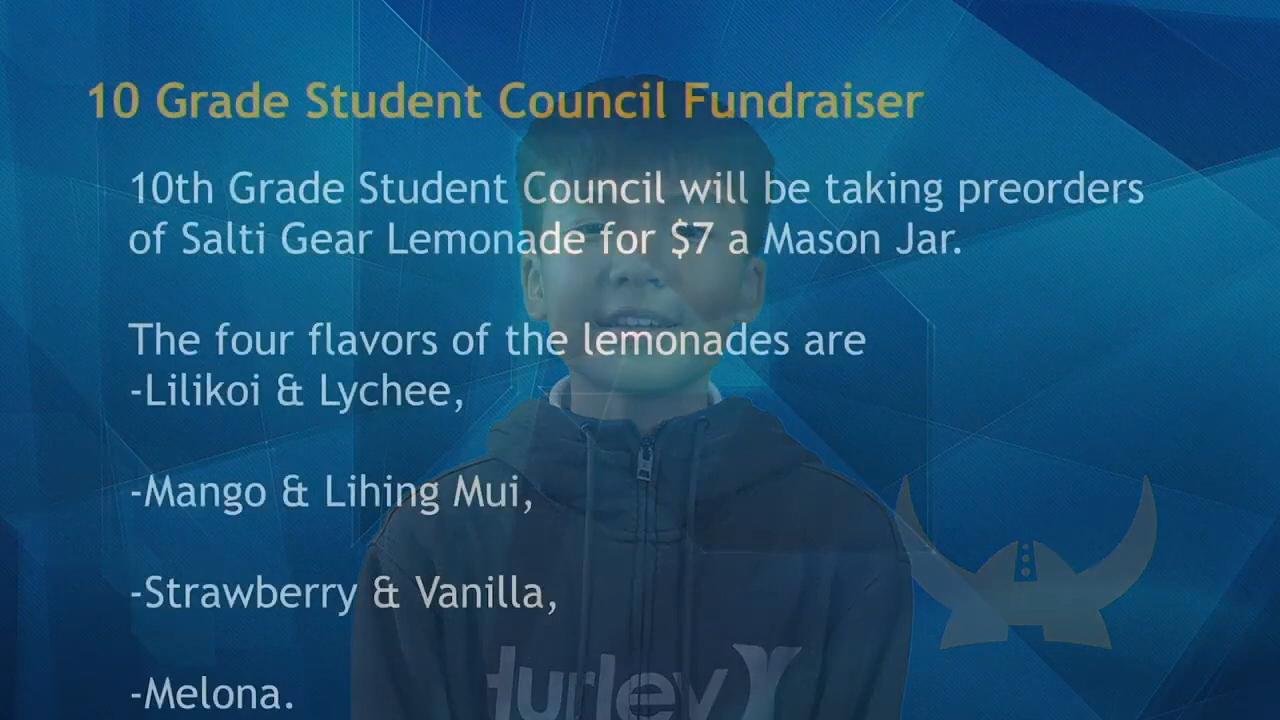 10 Grade Student Council Fundraiser
10th Grade Student Council will be taking preorders
of Salti Gear Lemonade for $7 a Mason Jar.
The four flavors of the lemonades are
-Lilikoi & Lychee,
-Mango & Lihing Mui,
-Strawberry & Vanilla,
-Melona.
Hurley